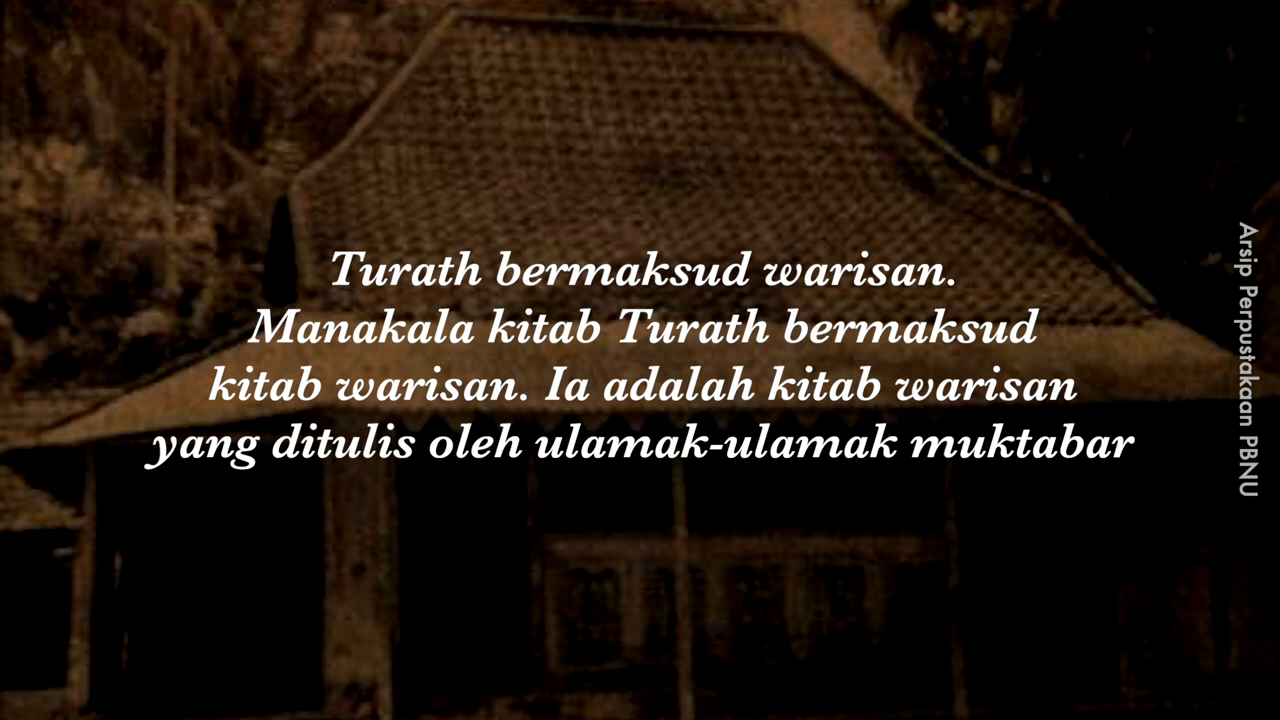 Turath bermaksud warisan.
Manakala kitab Turath bermaksud
kitab warisan. Ia adalah kitab warisan
yang ditulis oleh ulamak-ulamak muktabar
Arsip Perpustakaan PBNU